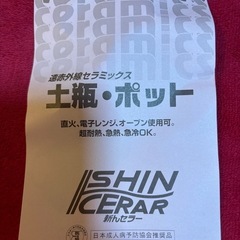 遠赤外線セラミックス
土瓶・ポット
直火、電子レンジ、オーブン使用可。
超耐熱、急熱、急冷OK。
SHIN
CERAR
新んセラー
日本成人病予防協会推奨品